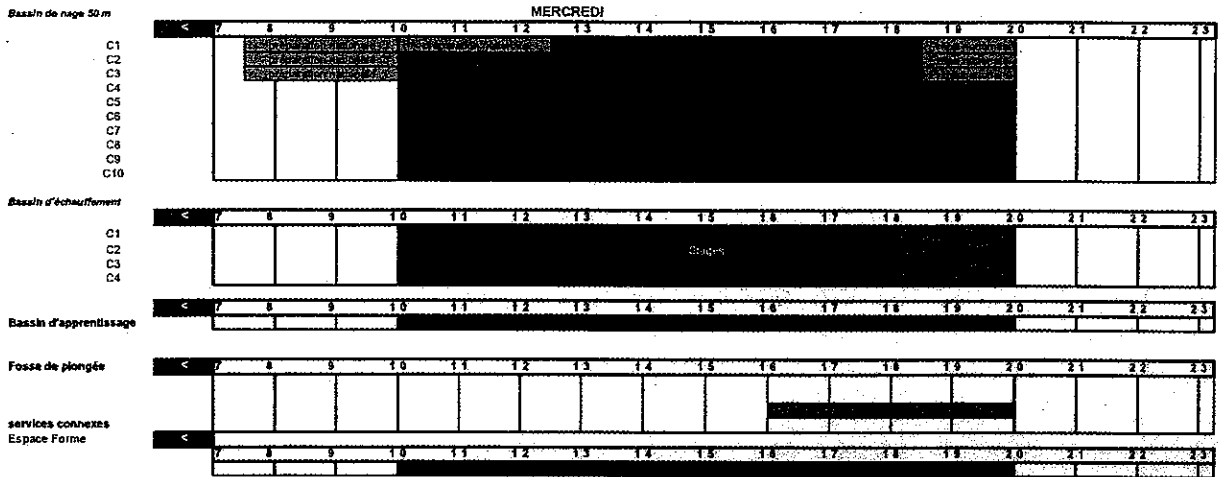 Bassin de nage 50 m
MERCREDI
< 7 8 9 10 11 12 13 14 15 16 17 18 19 20 21 22 23
C1
C2
C3
C4
C5
C6
C7
C8
C9
C10
Bassin d'échauffement
< 7 8 9 10 11 12 13 14 15 16 17 18 19 20 21 22 23
C1
C2 Stages
C3
C4
7 8 9 10 11 12 13 14 15 16 17 18 19 20 21 22 23
Bassin d'apprentissage <
Fosse de plongée < 7 8 9 10 11 12 13 14 15 16 17 18 19 20 21 22 23
services connexes
Espace Forme <
7 8 9 10 11 12 13 14 15 16 17 18 19 20 21 22 23